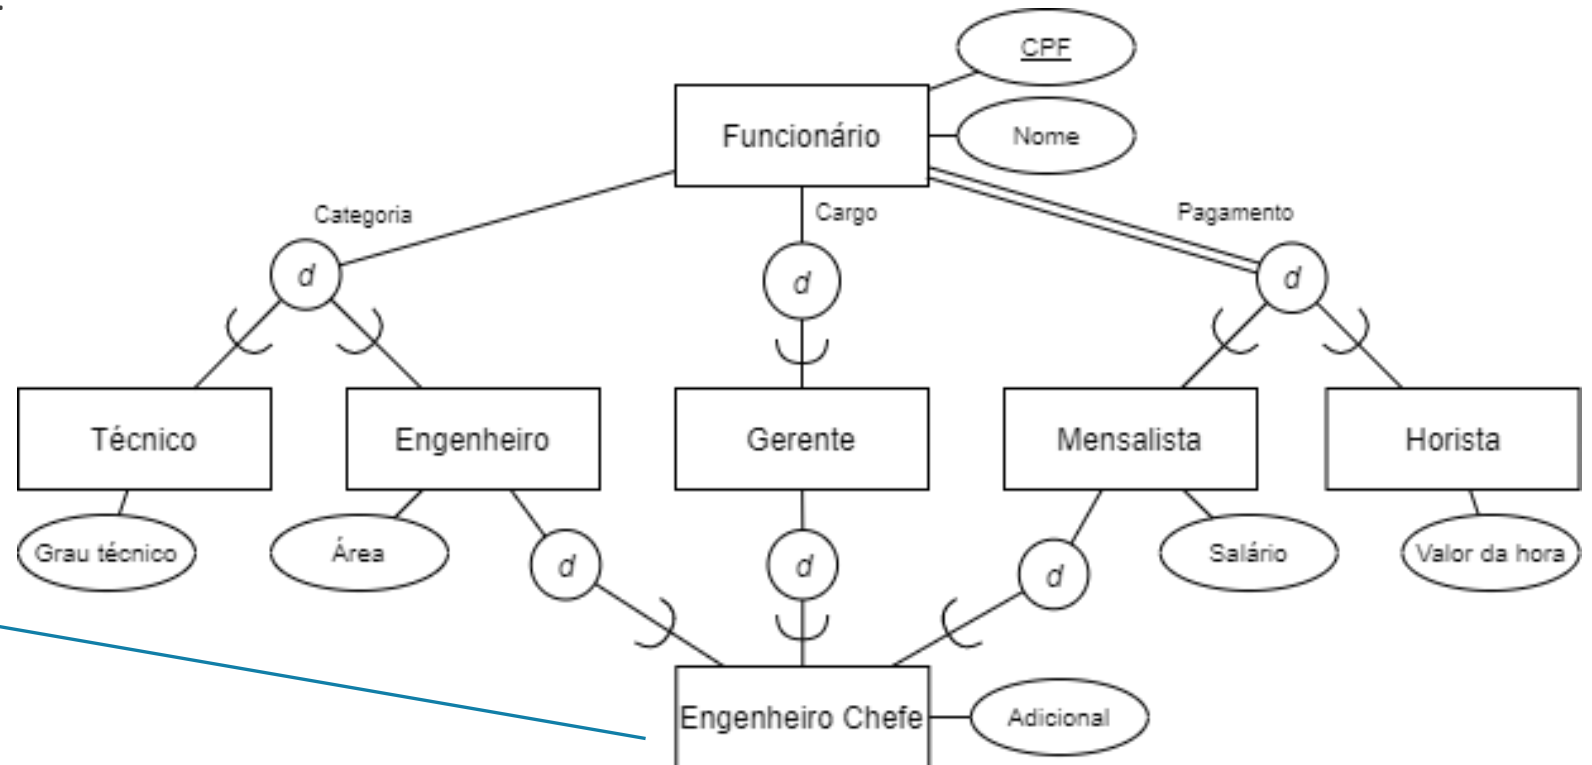 CPF
Funcionário
Nome
Categoria
Cargo
Pagamento
d
d
d
Técnico
Engenheiro
Gerente
Mensalista
Horista
Grau técnico
Área
d
d
d
Salário
Valor da hora
Engenheiro Chefe
Adicional